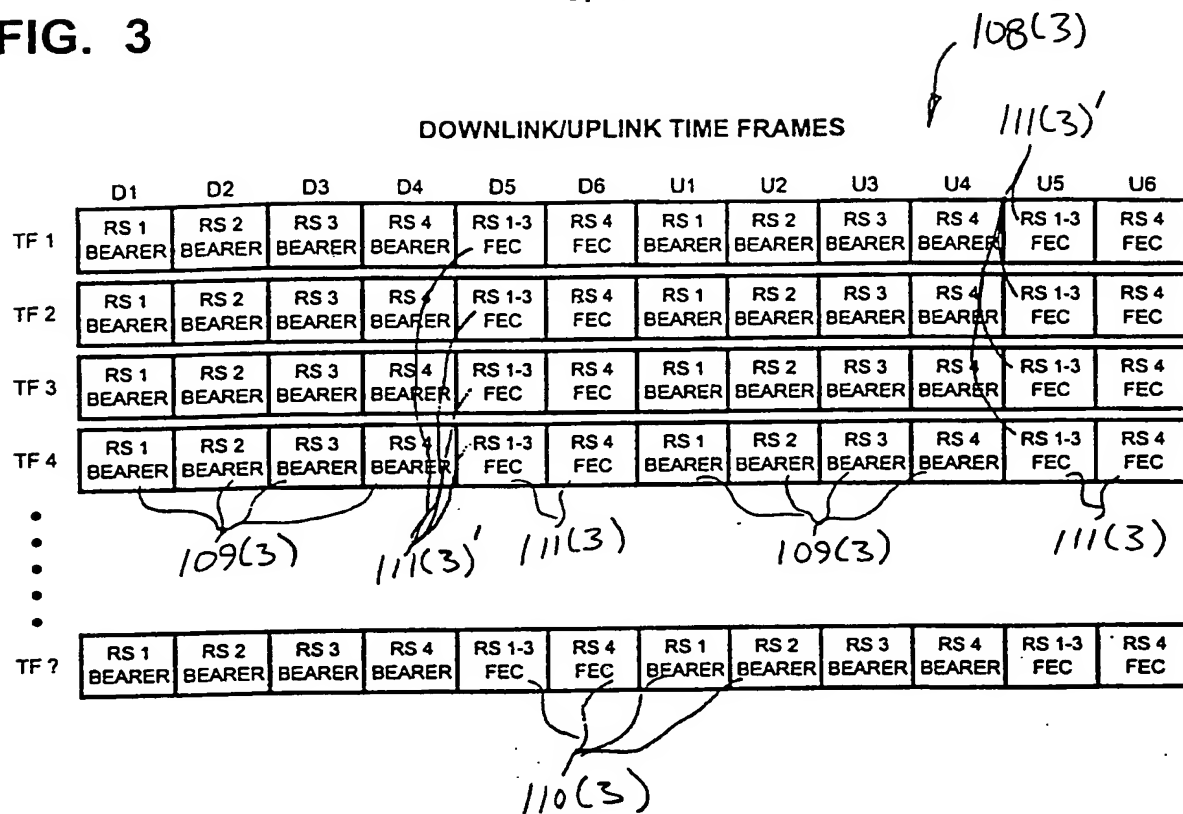 FIG. 3
108(3)
DOWNLINK/UPLINK TIME FRAMES
111(3)'
D1 D2 D3 D4 D5 D6 U1 U2 U3 U4 U5 U6
TF 1
RS 1 RS 2 RS 3 RS 4 RS 1-3 RS 4 RS 1 RS 2 RS 3 RS 4 RS 1-3 RS 4
BEARER BEARER BEARER BEARER FEC FEC BEARER BEARER BEARER BEARER FEC FEC
TF 2
RS 1 RS 2 RS 3 RS 4 RS 1-3 RS 4 RS 1 RS 2 RS 3 RS 4 RS 1-3 RS 4
BEARER BEARER BEARER BEARER FEC FEC BEARER BEARER BEARER BEARER FEC FEC
TF 3
RS 1 RS 2 RS 3 RS 4 RS 1-3 RS 4 RS 1 RS 2 RS 3 RS 4 RS 1-3 RS 4
BEARER BEARER BEARER BEARER FEC FEC BEARER BEARER BEARER BEARER FEC FEC
TF 4
RS 1 RS 2 RS 3 RS 4 RS 1-3 RS 4 RS 1 RS 2 RS 3 RS 4 RS 1-3 RS 4
BEARER BEARER BEARER BEARER FEC FEC BEARER BEARER BEARER BEARER FEC FEC
109(3) 111(3)' 111(3) 109(3) 111(3)
TF ?
RS 1 RS 2 RS 3 RS 4 RS 1-3 RS 4 RS 1 RS 2 RS 3 RS 4 RS 1-3 RS 4
BEARER BEARER BEARER BEARER FEC FEC BEARER BEARER BEARER BEARER FEC FEC
110(3)